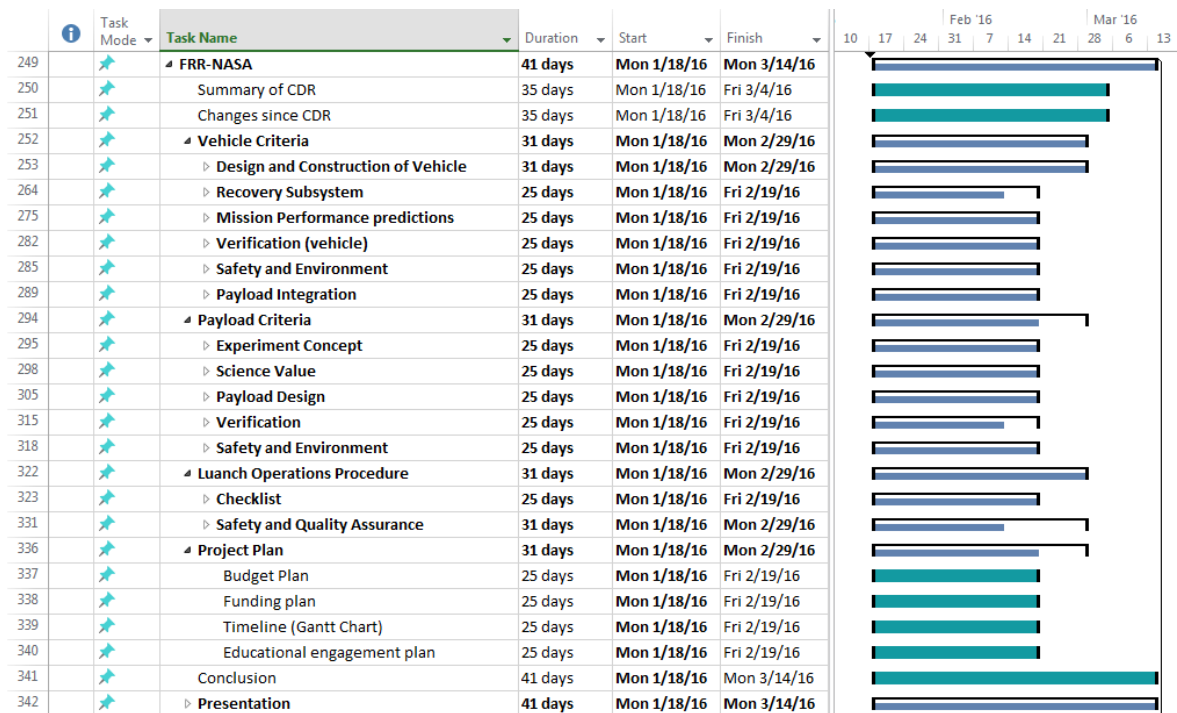 Feb '16 Mar '16
Task Mode Task Name Duration Start Finish 10 17 24 31 7 14 21 28 6 13
249 FRR-NASA 41 days Mon 1/18/16 Mon 3/14/16
250 Summary of CDR 35 days Mon 1/18/16 Fri 3/4/16
251 Changes since CDR 35 days Mon 1/18/16 Fri 3/4/16
252 Vehicle Criteria 31 days Mon 1/18/16 Mon 2/29/16
253 Design and Construction of Vehicle 31 days Mon 1/18/16 Mon 2/29/16
264 Recovery Subsystem 25 days Mon 1/18/16 Fri 2/19/16
275 Mission Performance predictions 25 days Mon 1/18/16 Fri 2/19/16
282 Verification (vehicle) 25 days Mon 1/18/16 Fri 2/19/16
285 Safety and Environment 25 days Mon 1/18/16 Fri 2/19/16
289 Payload Integration 25 days Mon 1/18/16 Fri 2/19/16
294 Payload Criteria 31 days Mon 1/18/16 Mon 2/29/16
295 Experiment Concept 25 days Mon 1/18/16 Fri 2/19/16
298 Science Value 25 days Mon 1/18/16 Fri 2/19/16
305 Payload Design 25 days Mon 1/18/16 Fri 2/19/16
315 Verification 25 days Mon 1/18/16 Fri 2/19/16
318 Safety and Environment 25 days Mon 1/18/16 Fri 2/19/16
322 Luanch Operations Procedure 31 days Mon 1/18/16 Mon 2/29/16
323 Checklist 25 days Mon 1/18/16 Fri 2/19/16
331 Safety and Quality Assurance 31 days Mon 1/18/16 Mon 2/29/16
336 Project Plan 31 days Mon 1/18/16 Mon 2/29/16
337 Budget Plan 25 days Mon 1/18/16 Fri 2/19/16
338 Funding plan 25 days Mon 1/18/16 Fri 2/19/16
339 Timeline (Gantt Chart) 25 days Mon 1/18/16 Fri 2/19/16
340 Educational engagement plan 25 days Mon 1/18/16 Fri 2/19/16
341 Conclusion 41 days Mon 1/18/16 Mon 3/14/16
342 Presentation 41 days Mon 1/18/16 Mon 3/14/16